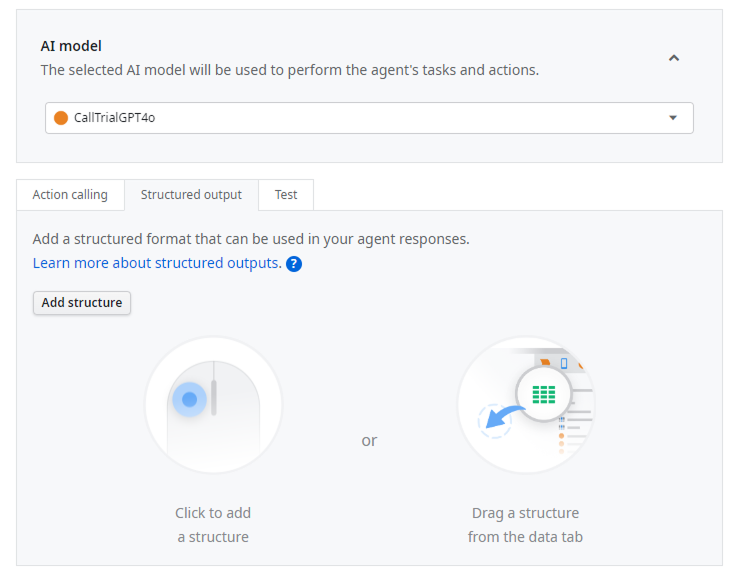 AI model
The selected AI model will be used to perform the agent's tasks and actions.
CallTrialGPT4o
Action calling
Structured output
Test
Add a structured format that can be used in your agent responses.
Learn more about structured outputs. ?
Add structure
or
Click to add
a structure
Drag a structure
from the data tab